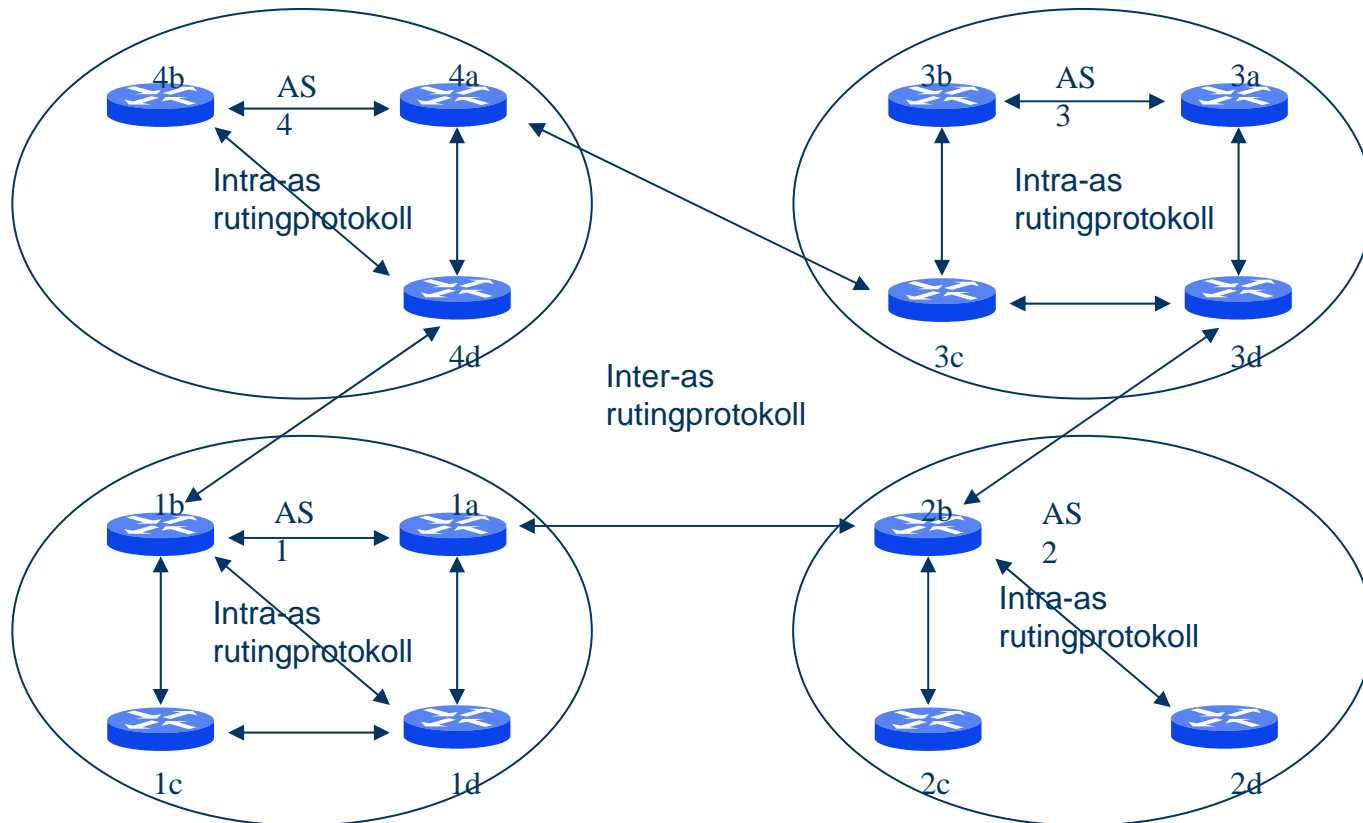 4b
AS
4
4a
Intra-as
rutingprotokoll
4d
3b
AS
3
3a
Intra-as
rutingprotokoll
3c
3d
Inter-as
rutingprotokoll
1b
AS
1
1a
Intra-as
rutingprotokoll
1c
1d
2b
AS
2
Intra-as
rutingprotokoll
2c
2d